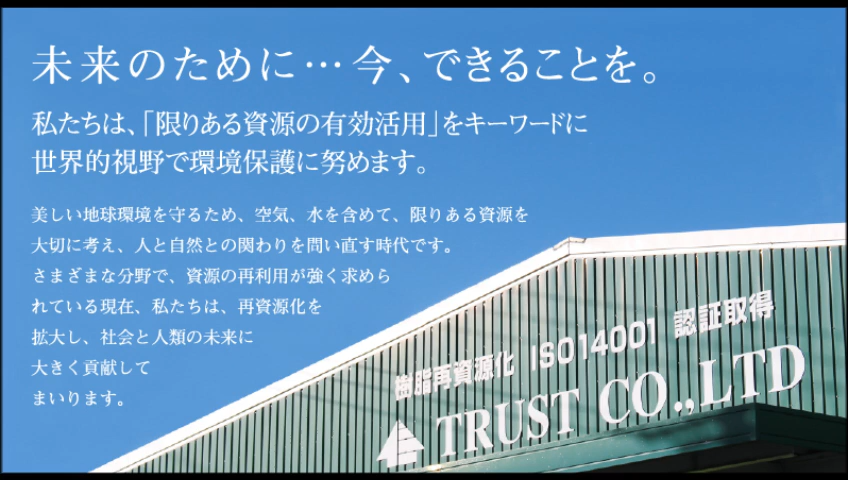 未来のために…今、できることを。
私たちは、「限りある資源の有効活用」をキーワードに
世界的視野で環境保護に努めます。
美しい地球環境を守るため、空気、水を含めて、限りある資源を
大切に考え、人と自然との関わりを問い直す時代です。
さまざまな分野で、資源の再利用が強く求めら
れている現在、私たちは、再資源化を
拡大し、社会と人類の未来に
大きく貢献して
まいります。
樹脂再資源化 ISO14001 認証取得
TRUST CO.,LTD